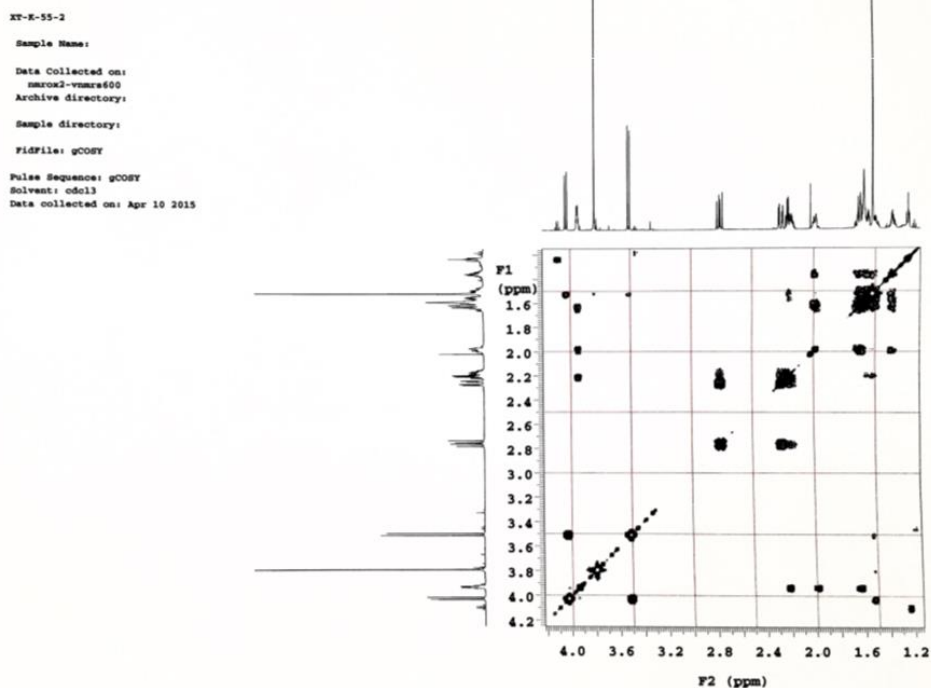 XT-K-55-2
Sample Name:
Data Collected on:
nmrox2-vnmrs600
Archive directory:
Sample directory:
FidFile: gCOSY
Pulse Sequence: gCOSY
Solvent: cdcl3
Data collected on: Apr 10 2015
F1
(ppm)
1.6
1.8
2.0
2.2
2.4
2.6
2.8
3.0
3.2
3.4
3.6
3.8
4.0
4.2
4.0 3.6 3.2 2.8 2.4 2.0 1.6 1.2
F2 (ppm)